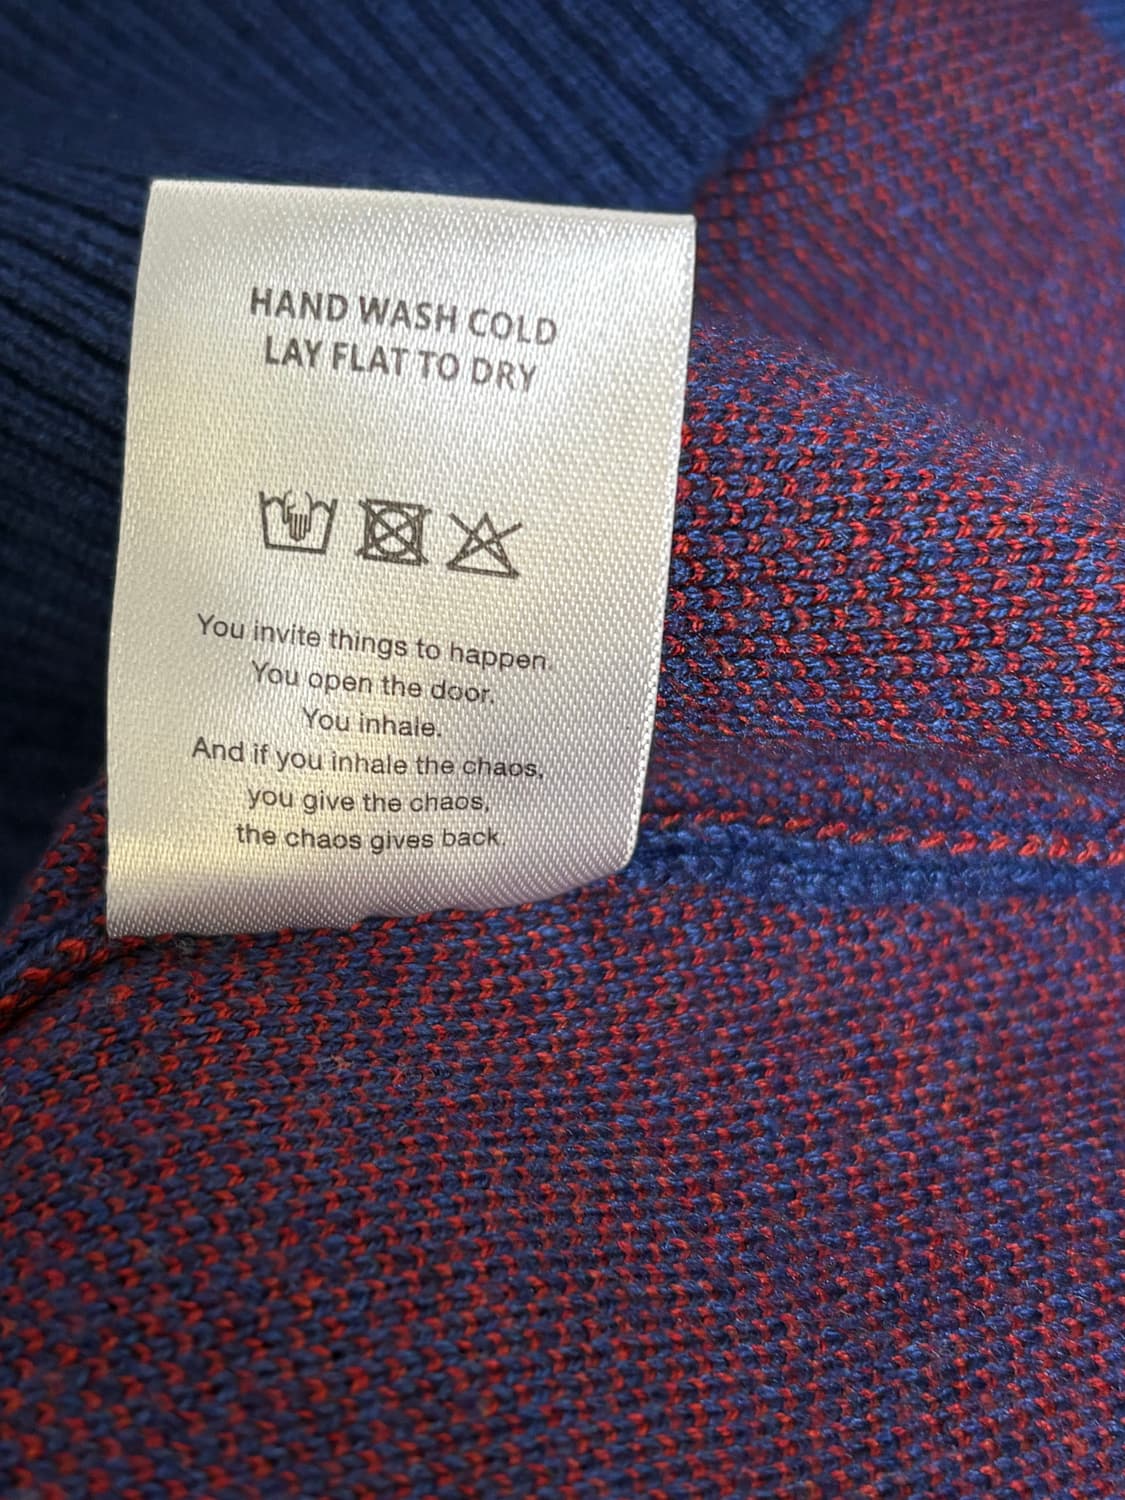 HAND WASH COLD
LAY FLAT TO DRY
You invite things to happen.
You open the door.
You inhale.
And if you inhale the chaos,
you give the chaos,
the chaos gives back.